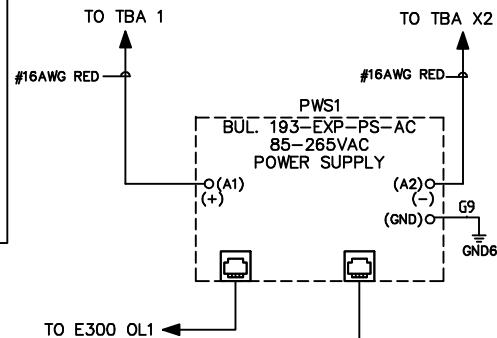 TO TBA 1
TO TBA X2
#16AWG RED
#16AWG RED
PWS1
BUL. 193-EXP-PS-AC
85-265VAC
POWER SUPPLY
(A1)
(+)
(A2)
(-)
(GND)
G9
GND6
TO E300 OL1